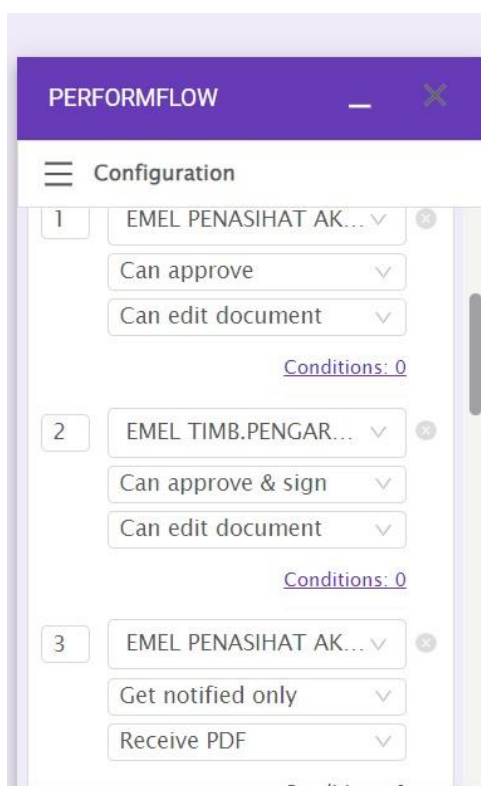 PERFORMFLOW
Configuration
1 EMEL PENASIHAT AK...
Can approve
Can edit document
Conditions: 0
2 EMEL TIMB.PENGAR...
Can approve & sign
Can edit document
Conditions: 0
3 EMEL PENASIHAT AK...
Get notified only
Receive PDF